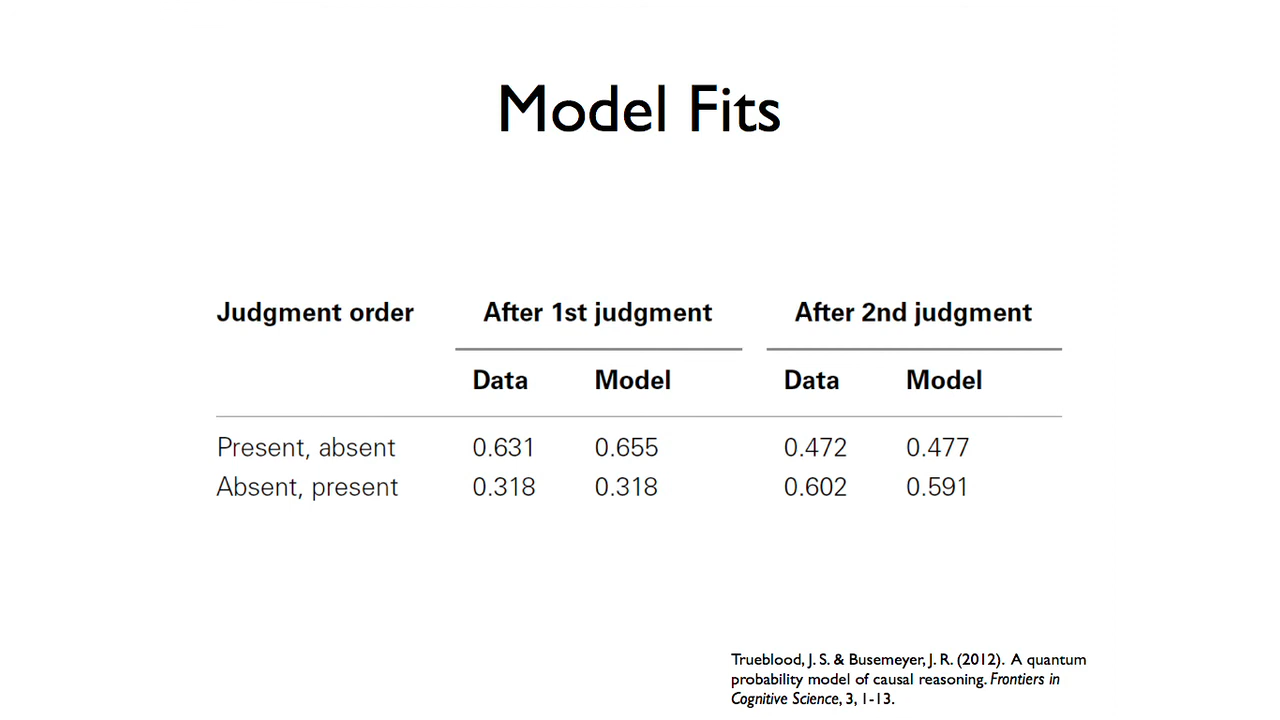 Model Fits
Judgment order After 1st judgment After 2nd judgment
Data Model Data Model
Present, absent 0.631 0.655 0.472 0.477
Absent, present 0.318 0.318 0.602 0.591
Trueblood, J. S. & Busemeyer, J. R. (2012). A quantum
probability model of causal reasoning. Frontiers in
Cognitive Science, 3, 1-13.